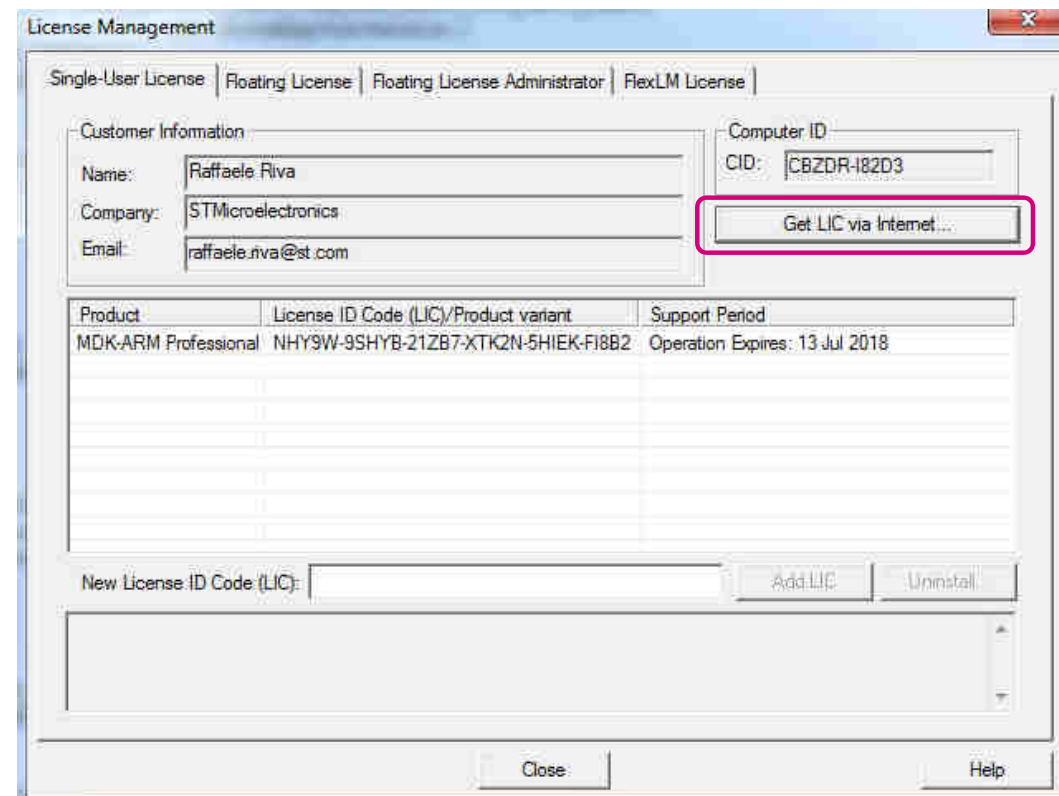 License Management
Single-User License Floating License Floating License Administrator FlexLM License
Customer Information
Name: Raffaele Riva
Company: STMicroelectronics
Email: raffaele.riva@st.com
Computer ID
CID: CBZDR-I82D3
Get LIC via Internet...
Product License ID Code (LIC)/Product variant Support Period
MDK-ARM Professional NHY9W-9SHYB-21ZB7-XTK2N-5HIEK-FI8B2 Operation Expires: 13 Jul 2018
New License ID Code (LIC): Add LIC Uninstall
Close Help